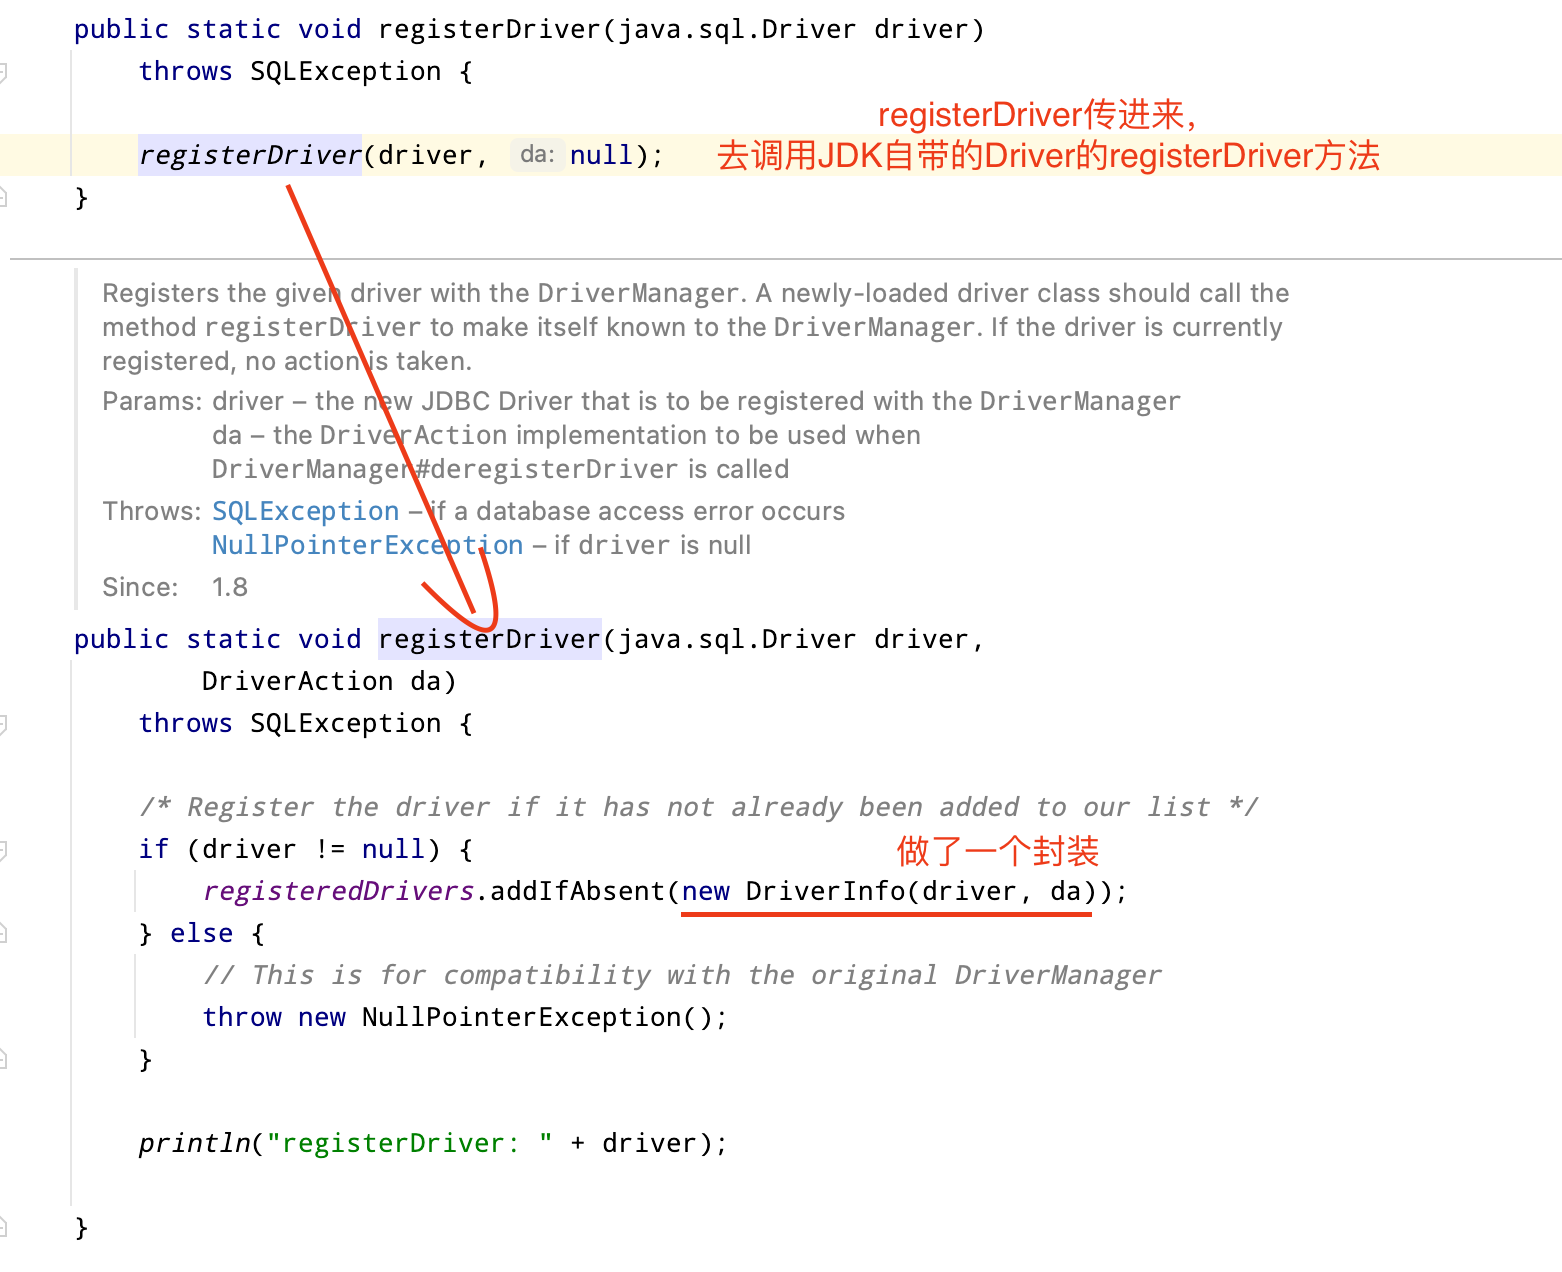 public static void registerDriver(java.sql.Driver driver)
throws SQLException {
registerDriver传进来,
registerDriver(driver, da: null); 去调用JDK自带的Driver的registerDriver方法
}
Registers the given driver with the DriverManager. A newly-loaded driver class should call the
method registerDriver to make itself known to the DriverManager. If the driver is currently
registered, no action is taken.
Params: driver – the new JDBC Driver that is to be registered with the DriverManager
da – the DriverAction implementation to be used when
DriverManager#deregisterDriver is called
Throws: SQLException – if a database access error occurs
NullPointerException – if driver is null
Since: 1.8
public static void registerDriver(java.sql.Driver driver,
DriverAction da)
throws SQLException {
/* Register the driver if it has not already been added to our list */
if (driver != null) { 做了一个封装
registeredDrivers.addIfAbsent(new DriverInfo(driver, da));
} else {
// This is for compatibility with the original DriverManager
throw new NullPointerException();
}
println("registerDriver: " + driver);
}